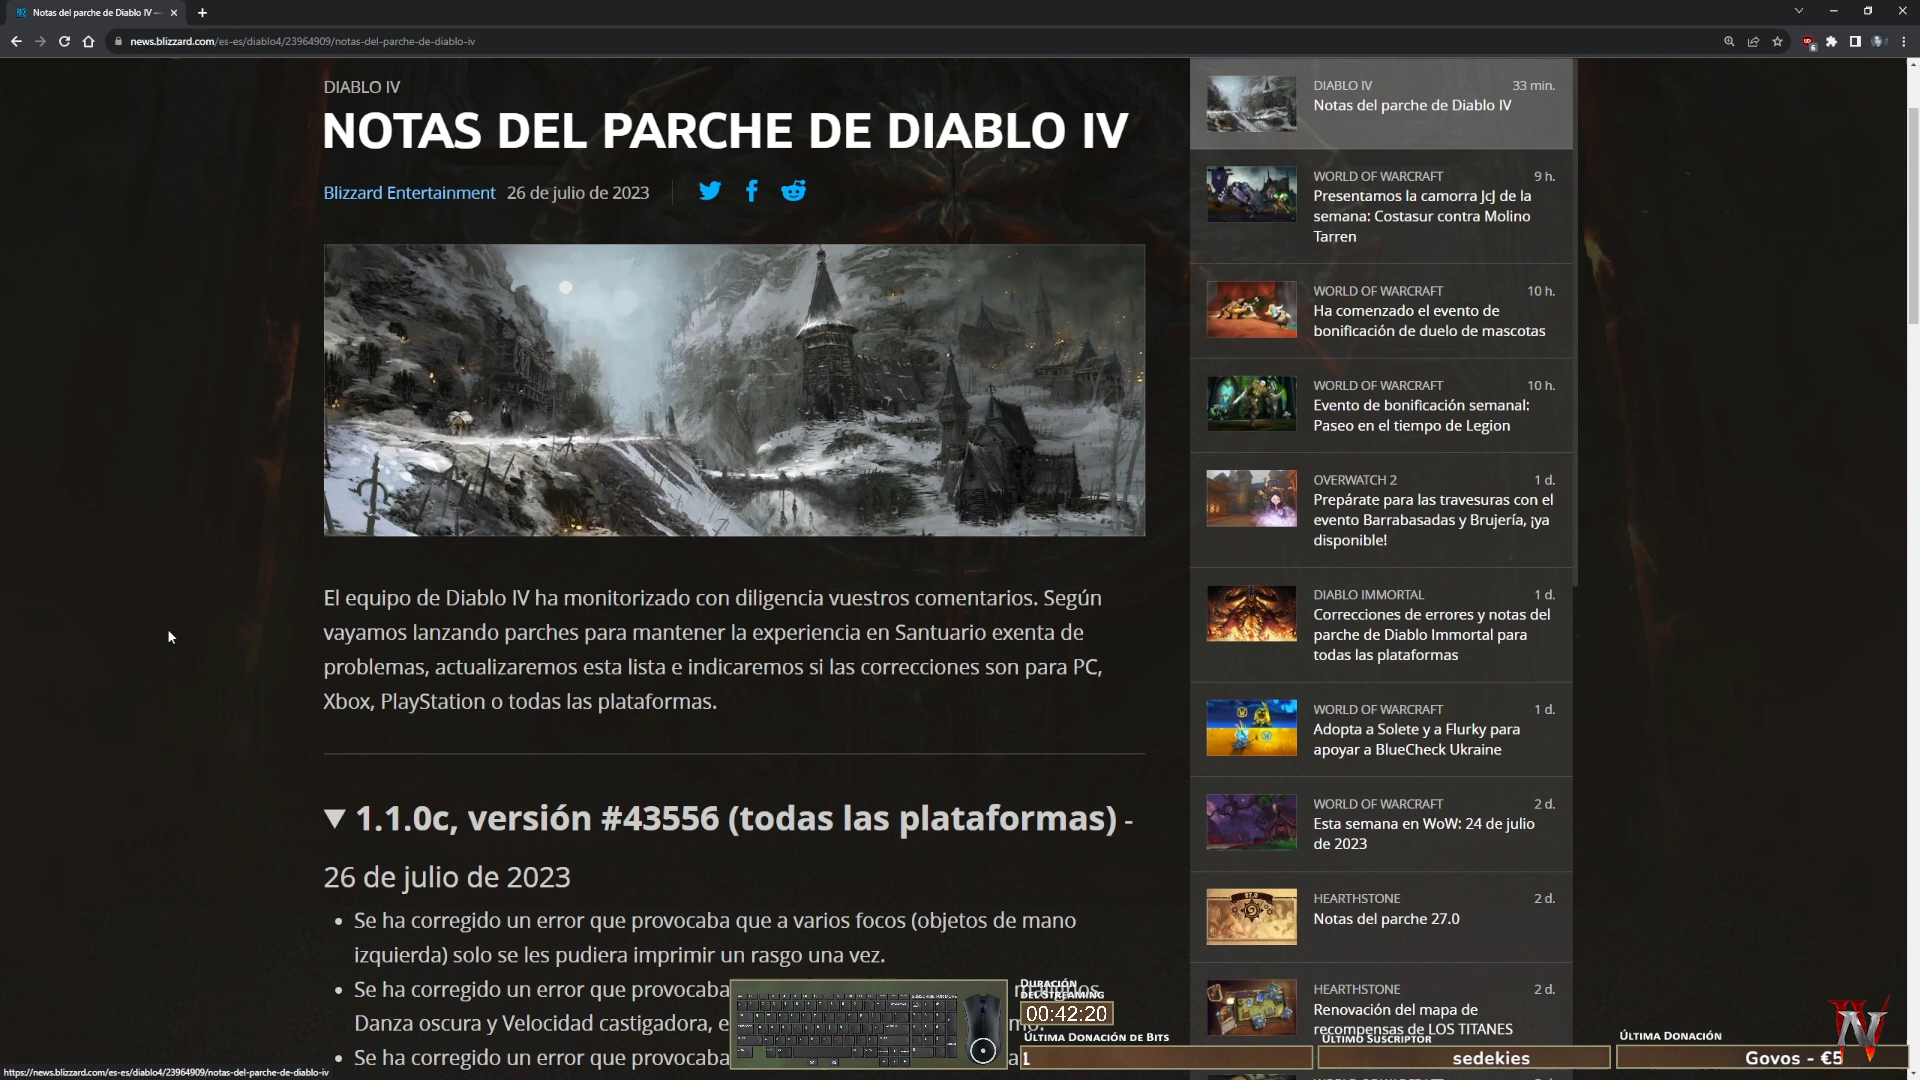 Notas del parche de Diablo IV —
news.blizzard.com/es-es/diablo4/23964909/notas-del-parche-de-diablo-iv
6
DIABLO IV
NOTAS DEL PARCHE DE DIABLO IV
Blizzard Entertainment 26 de julio de 2023
El equipo de Diablo IV ha monitorizado con diligencia vuestros comentarios. Según
vayamos lanzando parches para mantener la experiencia en Santuario exenta de
problemas, actualizaremos esta lista e indicaremos si las correcciones son para PC,
Xbox, PlayStation o todas las plataformas.
▼ 1.1.0c, versión #43556 (todas las plataformas) -
26 de julio de 2023
• Se ha corregido un error que provocaba que a varios focos (objetos de mano
izquierda) solo se les pudiera imprimir un rasgo una vez.
• Se ha corregido un error que provoca
Danza oscura y Velocidad castigadora, e
• Se ha corregido un error que provocaba
https://news.blizzard.com/es-es/diablo4/23964909/notas-del-parche-de-diablo-iv
DIABLO IV 33 min.
Notas del parche de Diablo IV
WORLD OF WARCRAFT 9 h.
Presentamos la camorra JcJ de la
semana: Costasur contra Molino
Tarren
WORLD OF WARCRAFT 10 h.
Ha comenzado el evento de
bonificación de duelo de mascotas
WORLD OF WARCRAFT 10 h.
Evento de bonificación semanal:
Paseo en el tiempo de Legion
OVERWATCH 2 1 d.
Prepárate para las travesuras con el
evento Barrabasadas y Brujería, ¡ya
disponible!
DIABLO IMMORTAL 1 d.
Correcciones de errores y notas del
parche de Diablo Immortal para
todas las plataformas
WORLD OF WARCRAFT 1 d.
Adopta a Solete y a Flurky para
apoyar a BlueCheck Ukraine
WORLD OF WARCRAFT 2 d.
Esta semana en WoW: 24 de julio
de 2023
HEARTHSTONE 2 d.
Notas del parche 27.0
HEARTHSTONE 2 d.
Renovación del mapa de
recompensas de LOS TITANES
DURACIÓN
DEL STREAMING
00:42:20
ÚLTIMA DONACIÓN DE BITS
1
ÚLTIMO SUSCRIPTOR
sedekies
ÚLTIMA DONACIÓN
Govos - €5